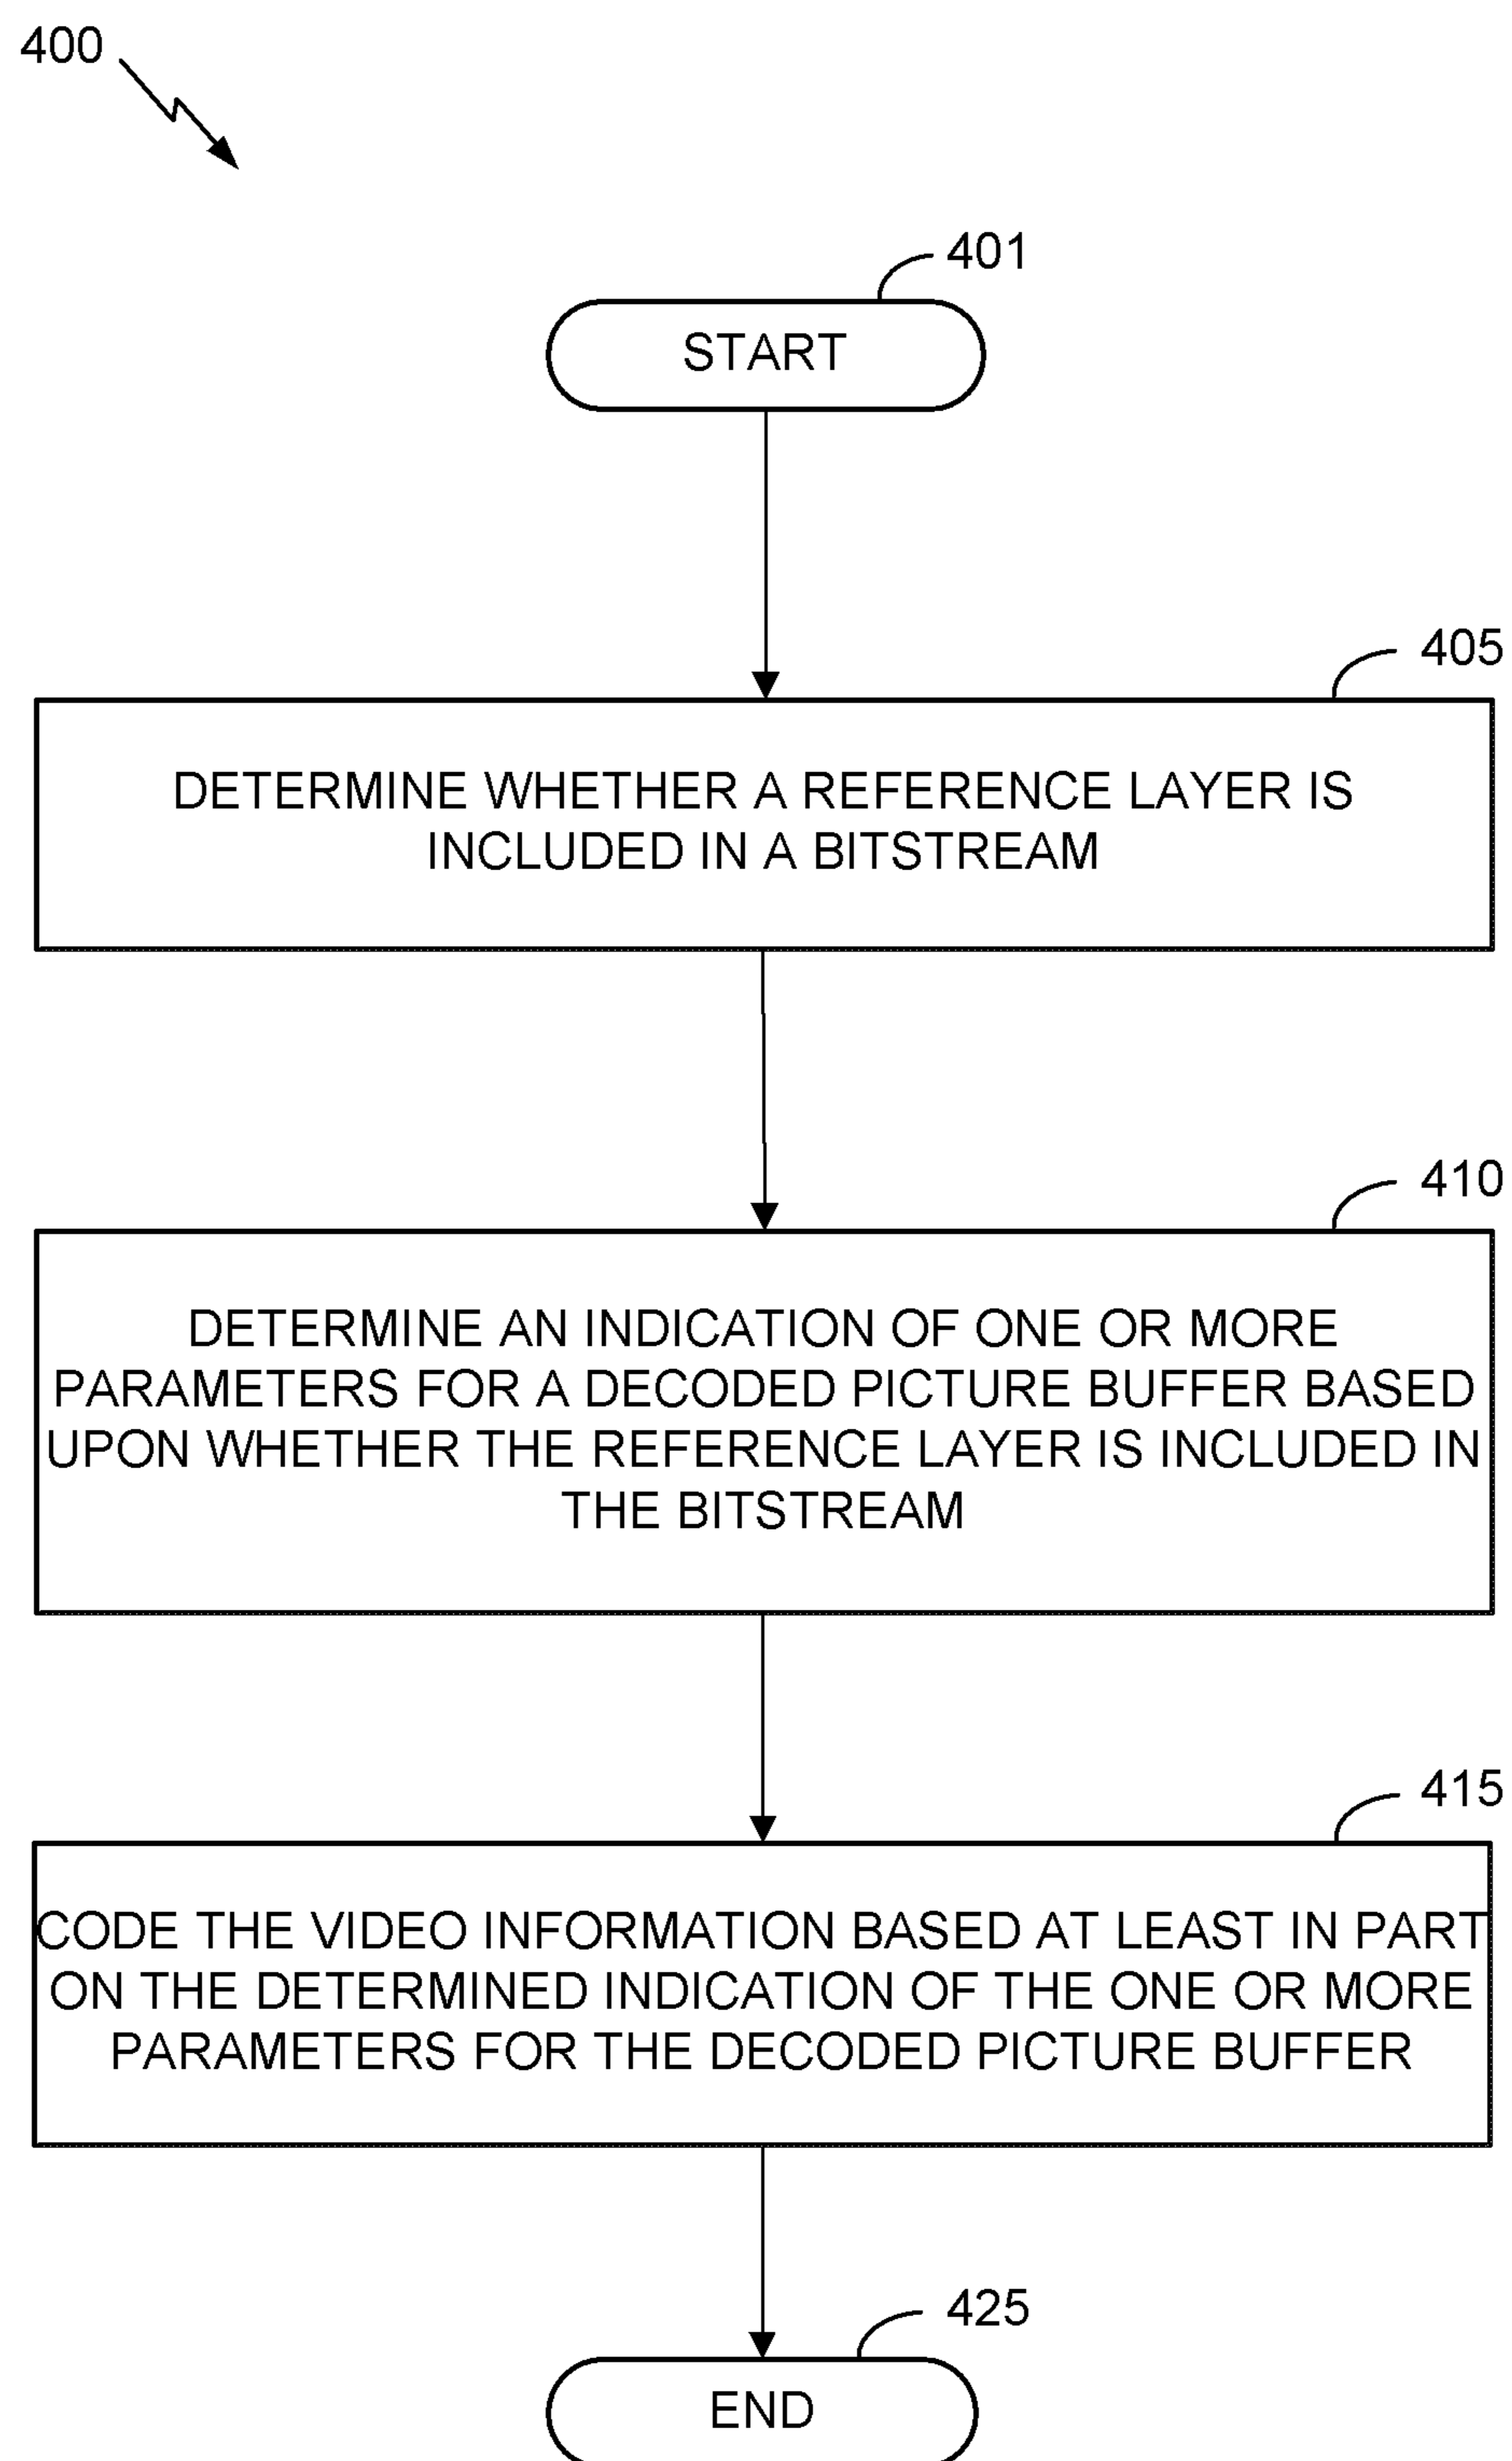 400
401
START
405
DETERMINE WHETHER A REFERENCE LAYER IS
INCLUDED IN A BITSTREAM
410
DETERMINE AN INDICATION OF ONE OR MORE
PARAMETERS FOR A DECODED PICTURE BUFFER BASED
UPON WHETHER THE REFERENCE LAYER IS INCLUDED IN
THE BITSTREAM
415
CODE THE VIDEO INFORMATION BASED AT LEAST IN PART
ON THE DETERMINED INDICATION OF THE ONE OR MORE
PARAMETERS FOR THE DECODED PICTURE BUFFER
425
END